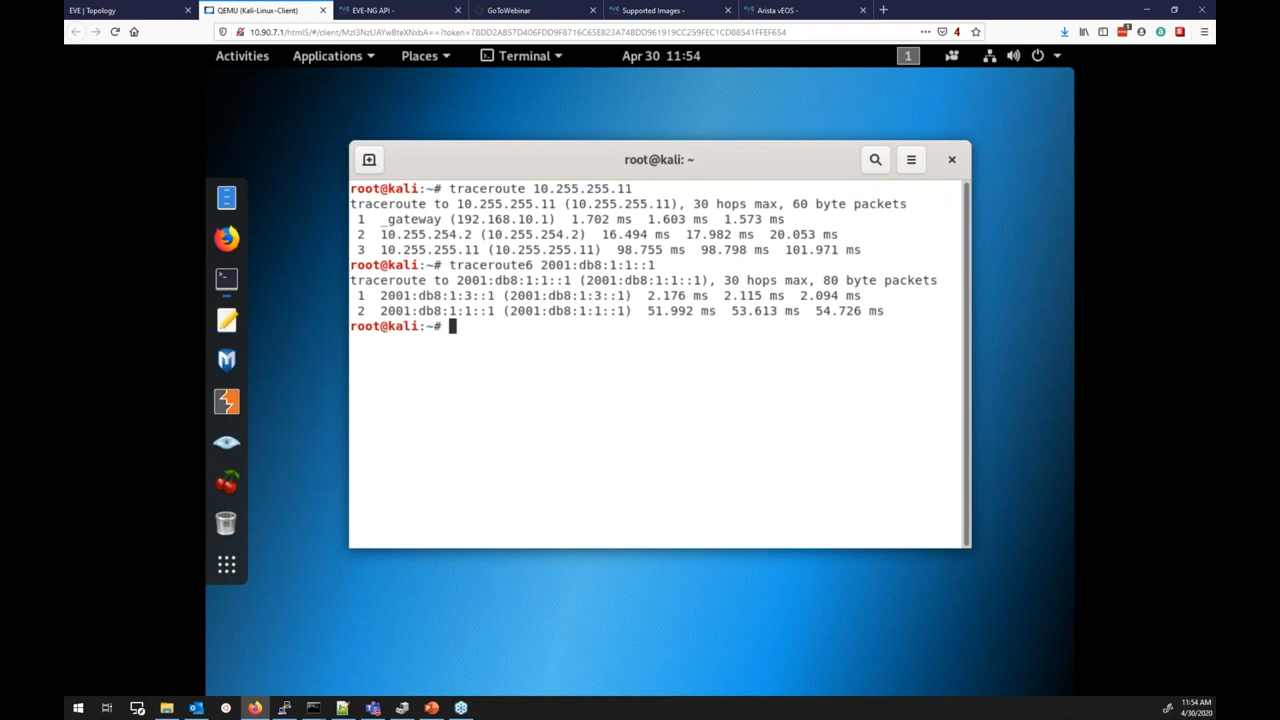 EVE | Topology
QEMU (Kali-Linux-Client)
EVE-NG API -
GoToWebinar
Supported Images -
Arista vEOS -
4
Activities
Applications
Places
Terminal
Apr 30 11:54
1
root@kali: ~
root@kali:~# traceroute 10.255.255.11
traceroute to 10.255.255.11 (10.255.255.11), 30 hops max, 60 byte packets
1 _gateway (192.168.10.1) 1.702 ms 1.603 ms 1.573 ms
2 10.255.254.2 (10.255.254.2) 16.494 ms 17.982 ms 20.053 ms
3 10.255.255.11 (10.255.255.11) 98.755 ms 98.798 ms 101.971 ms
root@kali:~# traceroute6 2001:db8:1:1::1
traceroute to 2001:db8:1:1::1 (2001:db8:1:1::1), 30 hops max, 80 byte packets
1 2001:db8:1:3::1 (2001:db8:1:3::1) 2.176 ms 2.115 ms 2.094 ms
2 2001:db8:1:1::1 (2001:db8:1:1::1) 51.992 ms 53.613 ms 54.726 ms
root@kali:~#
11:54 AM
4/30/2020